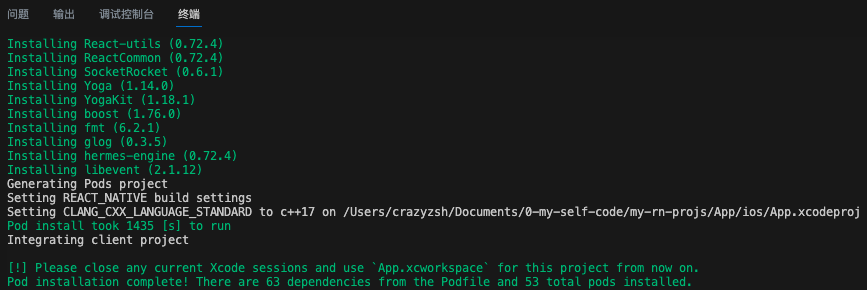 问题 输出 调试控制台 终端
Installing React-utils (0.72.4)
Installing ReactCommon (0.72.4)
Installing SocketRocket (0.6.1)
Installing Yoga (1.14.0)
Installing YogaKit (1.18.1)
Installing boost (1.76.0)
Installing fmt (6.2.1)
Installing glog (0.3.5)
Installing hermes-engine (0.72.4)
Installing libevent (2.1.12)
Generating Pods project
Setting REACT_NATIVE build settings
Setting CLANG_CXX_LANGUAGE_STANDARD to c++17 on /Users/crazyzsh/Documents/0-my-self-code/my-rn-projs/App/ios/App.xcodeproj
Pod install took 1435 [s] to run
Integrating client project
[!] Please close any current Xcode sessions and use `App.xcworkspace` for this project from now on.
Pod installation complete! There are 63 dependencies from the Podfile and 53 total pods installed.